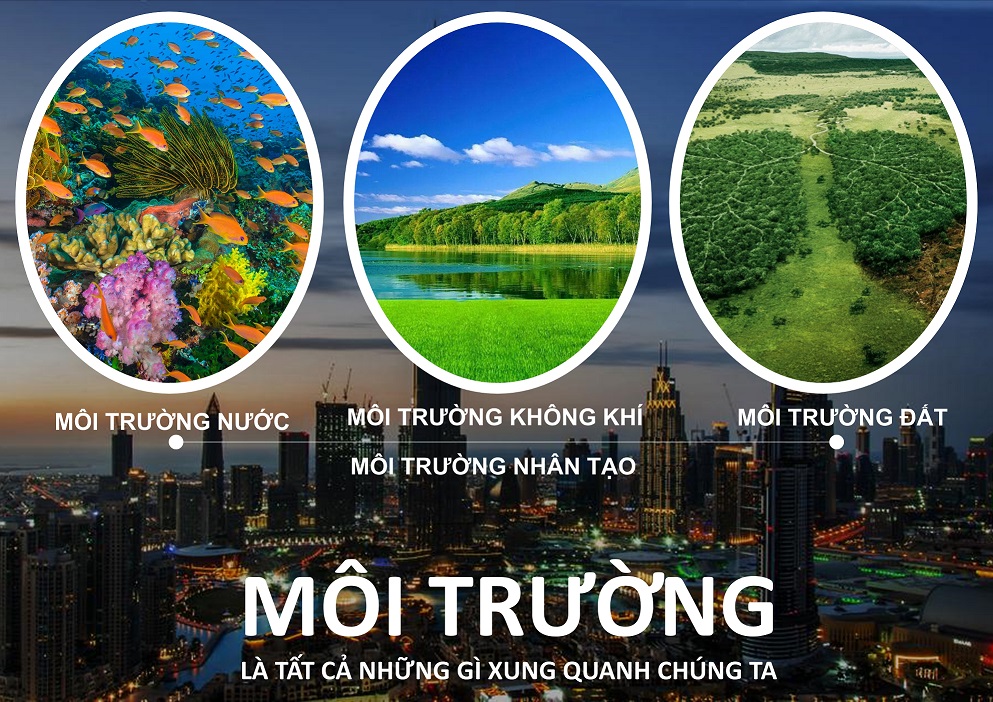 MÔI TRƯỜNG NƯỚC
MÔI TRƯỜNG KHÔNG KHÍ
MÔI TRƯỜNG ĐẤT
MÔI TRƯỜNG NHÂN TẠO
MÔI TRƯỜNG
LÀ TẤT CẢ NHỮNG GÌ XUNG QUANH CHÚNG TA